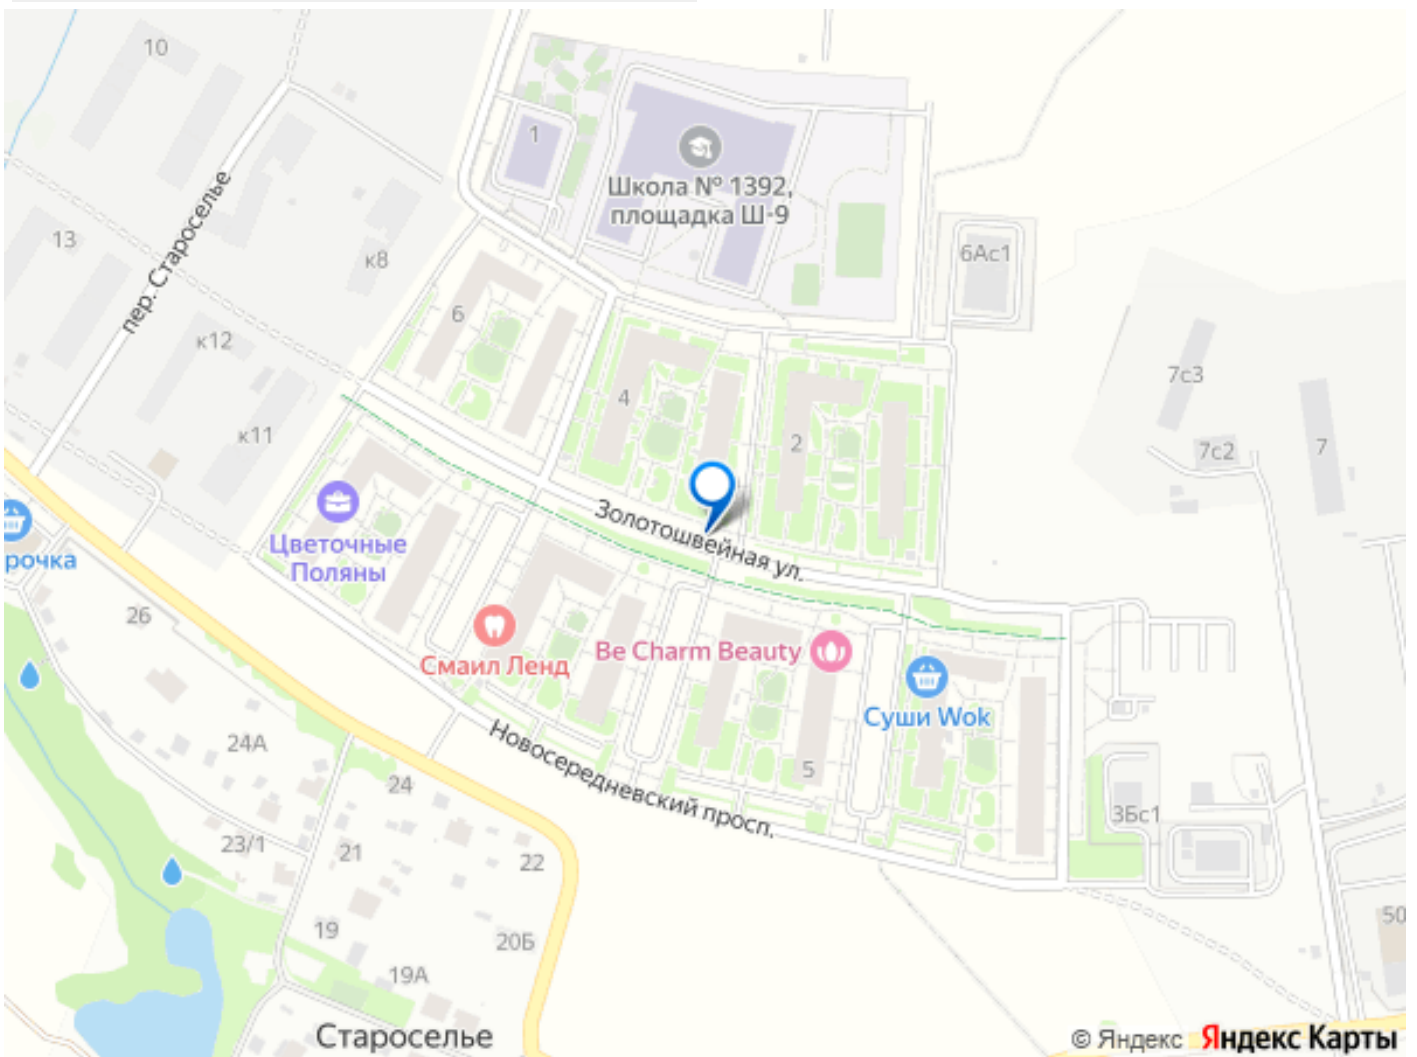 10
1
Школа № 1392,
площадка Ш-9
пер. Староселье
13
к8
6Ас1
6
к12
4
7с3
2
7с2
7
к11
Золотошвейная ул.
Цветочные
Поляны
рочка
26
Смаил Ленд
Be Charm Beauty
Суши Wok
24А
Новосередневский просп.
24
5
3Бс1
23/1
21
22
19
50
20Б
19А
Староселье
© Яндекс Яндекс Карты